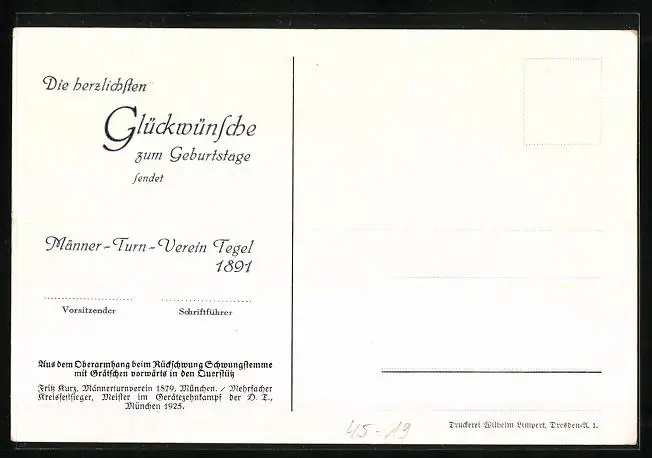 Die herzlichsten
Glückwünſche
zum Geburtstage
ſendet
Männer-Turn-Verein Tegel
1891
Vorsitzender Schriftführer
Aus dem Oberarmhang beim Rückſchwung Schwungſtemme
mit Grätſchen vorwärts in den Querſtütz
Fritz Kurz, Männerturnverein 1879, München. / Mehrfacher
Kreisfeſtſieger, Meiſter im Gerätezehnkampf der D. T.,
München 1925.
45-19
Druckerei Wilhelm Limpert, Dresden-A. 1.